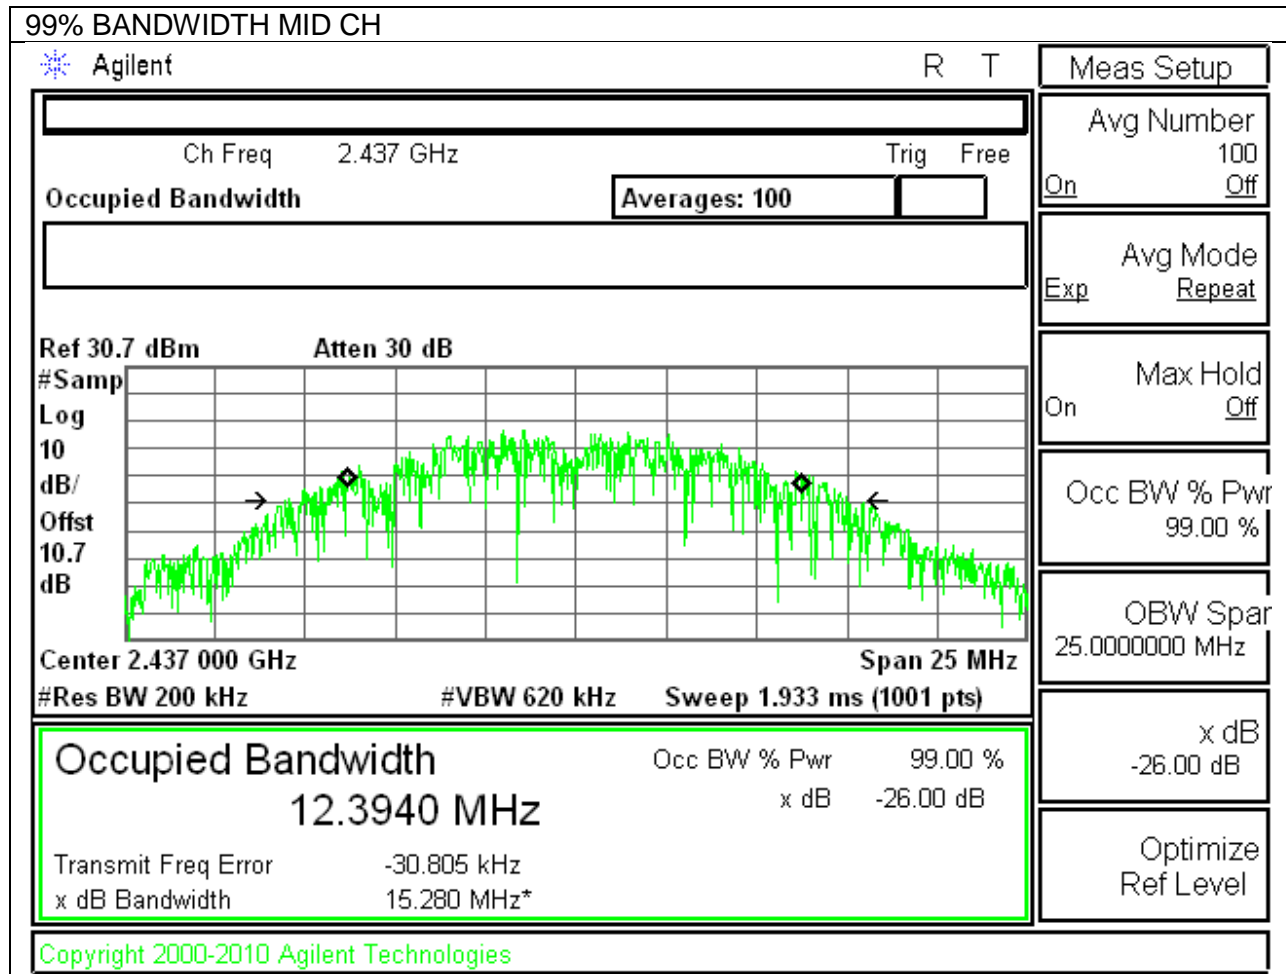 99% BANDWIDTH MID CH
Agilent R T
Ch Freq 2.437 GHz Trig Free
Occupied Bandwidth Averages: 100
Ref 30.7 dBm Atten 30 dB
#Samp
Log
10
dB/
Offst
10.7
dB
Center 2.437 000 GHz Span 25 MHz
#Res BW 200 kHz #VBW 620 kHz Sweep 1.933 ms (1001 pts)
Occupied Bandwidth
12.3940 MHz
Occ BW % Pwr 99.00 %
x dB -26.00 dB
Transmit Freq Error -30.805 kHz
x dB Bandwidth 15.280 MHz*
Copyright 2000-2010 Agilent Technologies
Meas Setup
Avg Number
100
On Off
Avg Mode
Exp Repeat
Max Hold
On Off
Occ BW % Pwr
99.00 %
OBW Span
25.0000000 MHz
x dB
-26.00 dB
Optimize
Ref Level